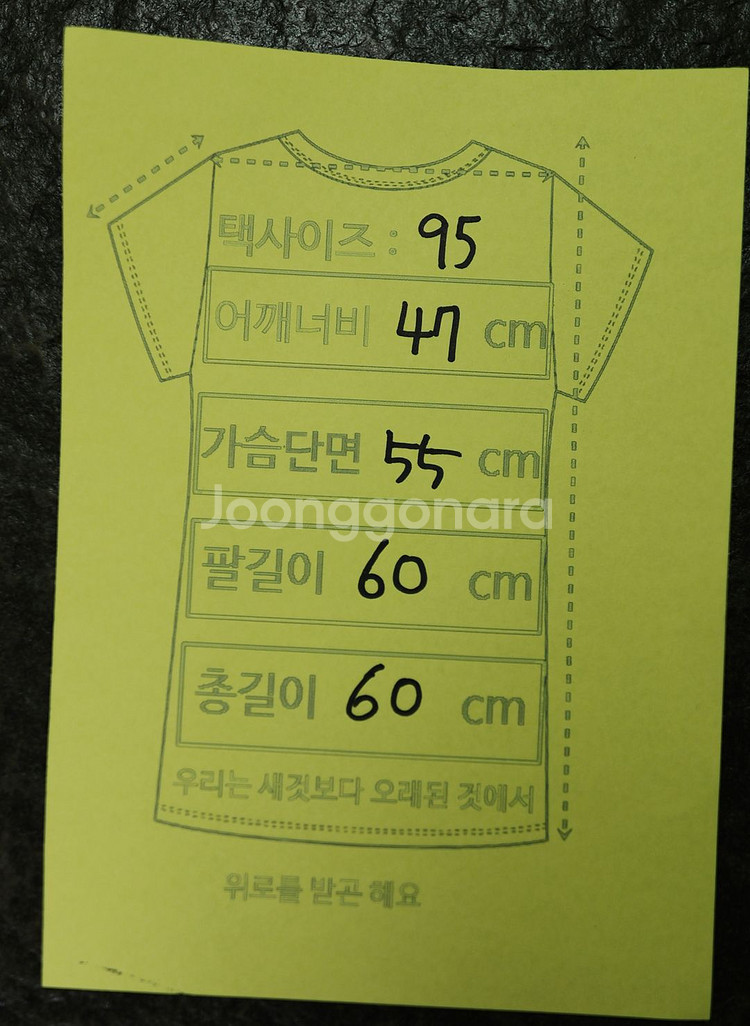 택사이즈 : 95
어깨너비 47 cm
가슴단면 55 cm
Joonggonara
팔길이 60 cm
총길이 60 cm
우리는 새것보다 오래된 것에서
위로를 받곤 해요